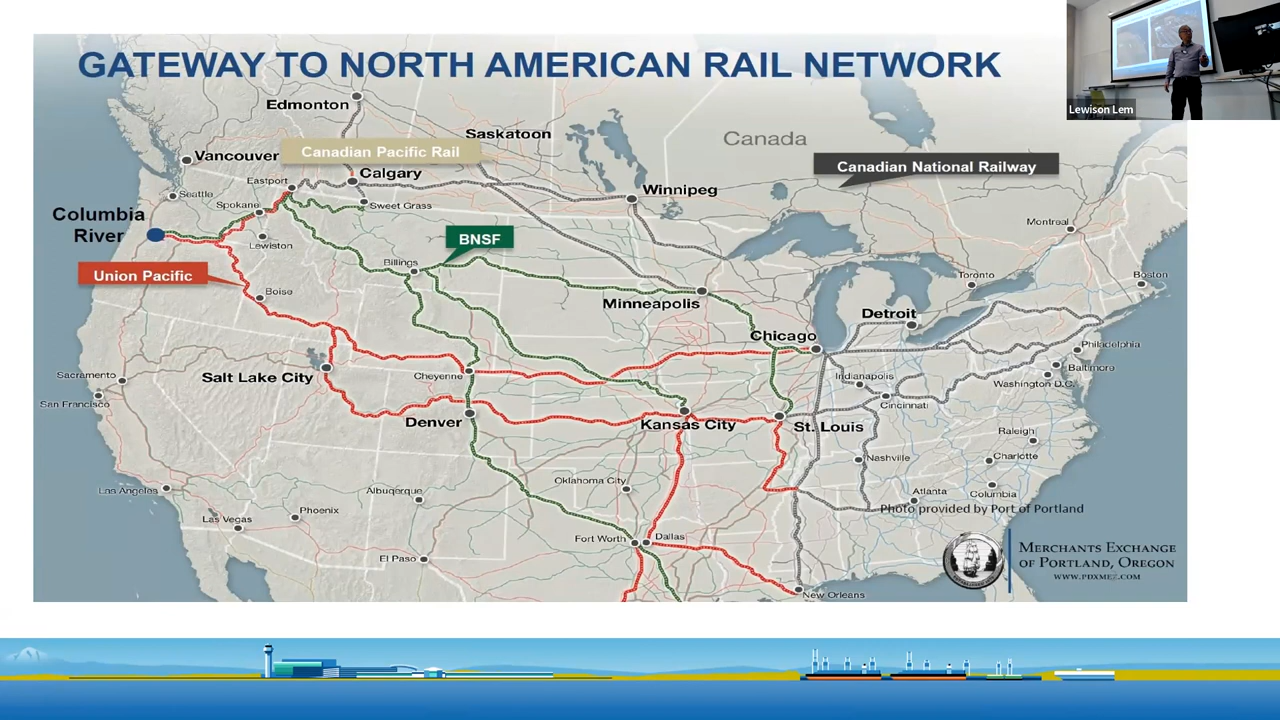 GATEWAY TO NORTH AMERICAN RAIL NETWORK
Lewison Lem
Edmonton
Saskatoon
Canada
Canadian Pacific Rail
Vancouver
Canadian National Railway
Calgary
Eastport
Winnipeg
Seattle
Sweet Grass
Spokane
Columbia
River
Montreal
Lewiston
BNSF
Billings
Union Pacific
Toronto
Boston
Boise
Minneapolis
Detroit
Chicago
Philadelphia
Salt Lake City
Cheyenne
Indianapolis
Baltimore
Washington D.C.
Sacramento
San Francisco
Cincinnati
Denver
Kansas City
St. Louis
Raleigh
Nashville
Charlotte
Oklahoma City
Los Angeles
Albuqerque
Atlanta
Columbia
Photo provided by Port of Portland
Las Vegas
Phoenix
Fort Worth
Dallas
El Paso
MERCHANTS EXCHANGE
OF PORTLAND, OREGON
WWW.PDXMEX.COM
New Orleans